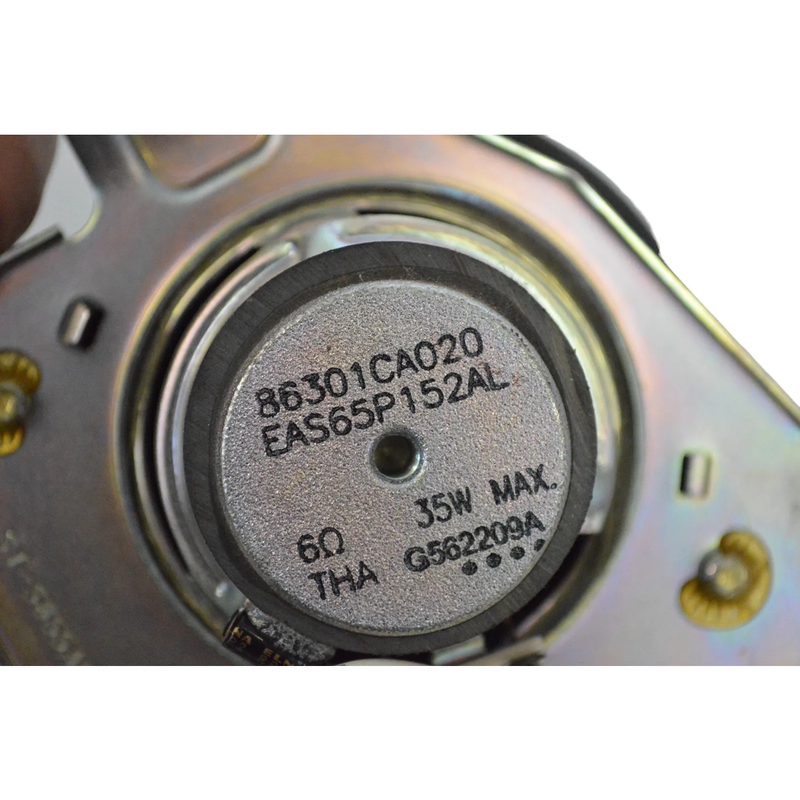 86301CA020
EAS65P152AL
35W MAX.
6Ω
G562209A
THA